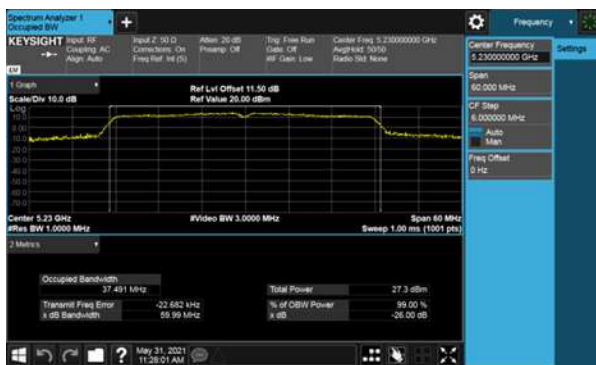 Spectrum Analyzer 1
Occupied BW
+
Frequency
KEYSIGHT
Input: RF
Coupling: AC
Align: Auto
Input Z: 50 Ω
Corrections: On
Freq Ref: Int (S)
Atten: 20 dB
Preamp: Off
Trig: Free Run
Gate: Off
#IF Gain: Low
Center Freq: 5.230000000 GHz
Avg|Hold: 50/50
Radio Std: None
Center Frequency
5.230000000 GHz
Settings
Span
60.000 MHz
CF Step
6.000000 MHz
Auto
Man
Freq Offset
0 Hz
1 Graph
Scale/Div 10.0 dB
Ref Lvl Offset 11.50 dB
Ref Value 20.00 dBm
Log
10.0
0.00
-10.0
-20.0
-30.0
-40.0
-50.0
-60.0
-70.0
Center 5.23 GHz
#Res BW 1.0000 MHz
#Video BW 3.0000 MHz
Span 60 MHz
Sweep 1.00 ms (1001 pts)
2 Metrics
Occupied Bandwidth
37.491 MHz
Total Power
27.3 dBm
Transmit Freq Error
-22.682 kHz
% of OBW Power
99.00 %
x dB Bandwidth
59.99 MHz
x dB
-26.00 dB
?
May 31, 2021
11:28:01 AM